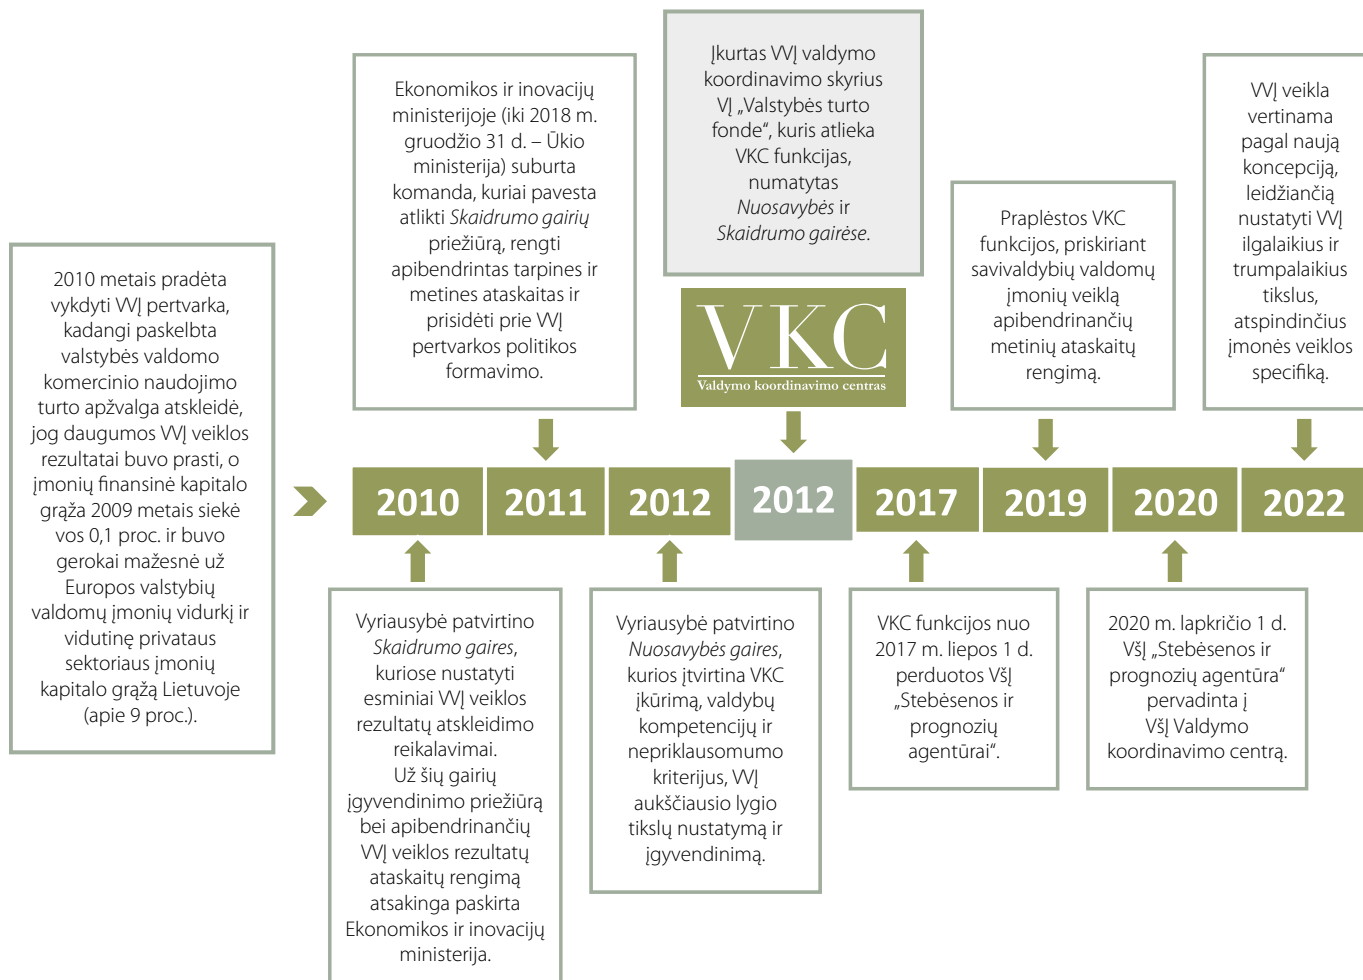 2010 metais pradėta
vykdyti VVĮ pertvarka,
kadangi paskelbta
valstybės valdomo
komercinio naudojimo
turto apžvalga atskleidė,
jog daugumos VVĮ veiklos
rezultatai buvo prasti, o
įmonių finansinė kapitalo
grąža 2009 metais siekė
vos 0,1 proc. ir buvo
gerokai mažesnė už
Europos valstybių
valdomų įmonių vidurkį ir
vidutinę privataus
sektoriaus įmonių
kapitalo grąžą Lietuvoje
(apie 9 proc.).
Ekonomikos ir inovacijų
ministerijoje (iki 2018 m.
gruodžio 31 d. – Ūkio
ministerija) suburta
komanda, kuriai pavesta
atlikti Skaidrumo gairių
priežiūrą, rengti
apibendrintas tarpines ir
metines ataskaitas ir
prisidėti prie VVĮ
pertvarkos politikos
formavimo.
Įkurtas VVĮ valdymo
koordinavimo skyrius
VĮ „Valstybės turto
fonde“, kuris atlieka
VKC funkcijas,
numatytas
Nuosavybės ir
Skaidrumo gairėse.
VKC
Valdymo koordinavimo centras
Praplėstos VKC
funkcijos, priskiriant
savivaldybių valdomų
įmonių veiklą
apibendrinančių
metinių ataskaitų
rengimą.
VVĮ veikla
vertinama
pagal naują
koncepciją,
leidžiančią
nustatyti VVĮ
ilgalaikius ir
trumpalaikius
tikslus,
atspindinčius
įmonės veiklos
specifiką.
2010 2011 2012 2012 2017 2019 2020 2022
Vyriausybė patvirtino
Skaidrumo gaires,
kuriose nustatyti
esminiai VVĮ veiklos
rezultatų atskleidimo
reikalavimai.
Už šių gairių
įgyvendinimo priežiūrą
bei apibendrinančių
VVĮ veiklos rezultatų
ataskaitų rengimą
atsakinga paskirta
Ekonomikos ir inovacijų
ministerija.
Vyriausybė patvirtino
Nuosavybės gaires,
kurios įtvirtina VKC
įkūrimą, valdybų
kompetencijų ir
nepriklausomumo
kriterijus, VVĮ
aukščiausio lygio
tikslų nustatymą ir
įgyvendinimą.
VKC funkcijos nuo
2017 m. liepos 1 d.
perduotos VšĮ
„Stebėsenos ir
prognozių
agentūrai“.
2020 m. lapkričio 1 d.
VšĮ „Stebėsenos ir
prognozių agentūra“
pervadinta į
VšĮ Valdymo
koordinavimo centrą.